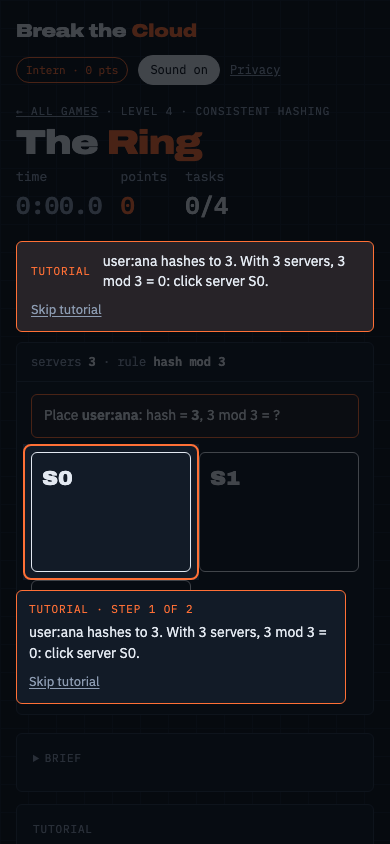 Break the Cloud
Intern · 0 pts
Sound on
Privacy
← ALL GAMES · LEVEL 4 · CONSISTENT HASHING
The Ring
time points tasks
0:00.0 0 0/4
TUTORIAL
user:ana hashes to 3. With 3 servers, 3
mod 3 = 0: click server S0.
Skip tutorial
servers 3 · rule hash mod 3
Place user:ana: hash = 3, 3 mod 3 = ?
S0 S1
TUTORIAL · STEP 1 OF 2
user:ana hashes to 3. With 3 servers, 3 mod 3 =
0: click server S0.
Skip tutorial
▶ BRIEF
TUTORIAL